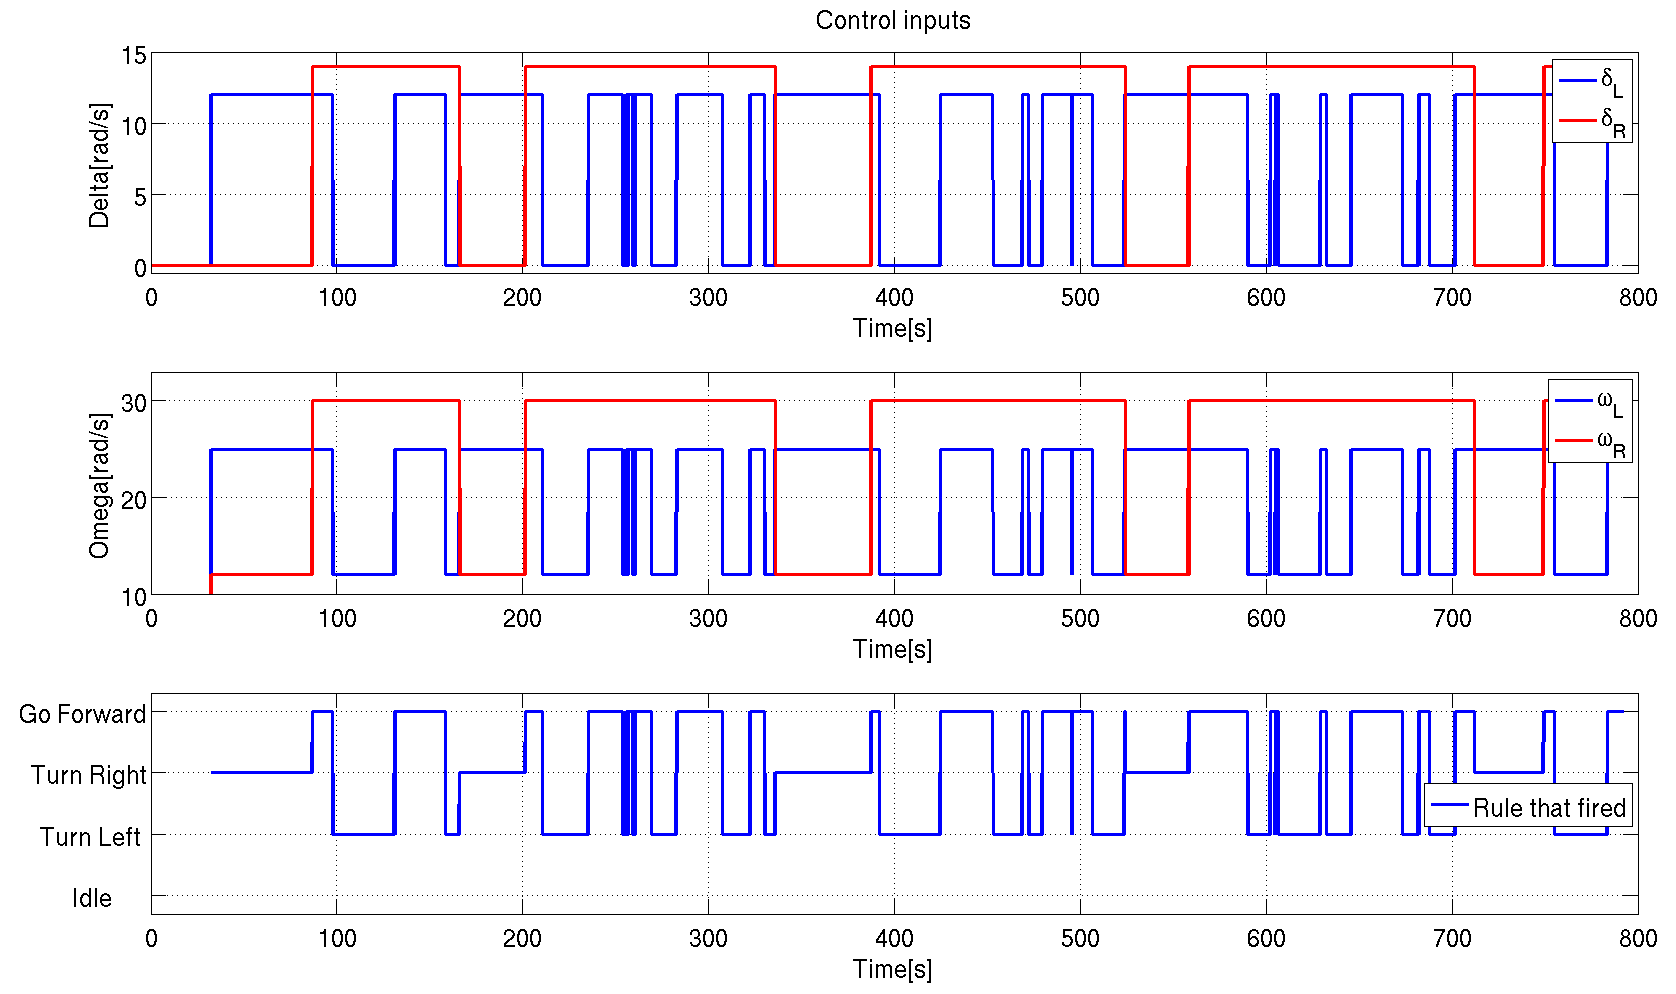 Control inputs
15
10
5
0
Delta[rad/s]
δL
δR
0 100 200 300 400 500 600 700 800
Time[s]
30
20
10
Omega[rad/s]
ωL
ωR
0 100 200 300 400 500 600 700 800
Time[s]
Go Forward
Turn Right
Turn Left
Idle
Rule that fired
0 100 200 300 400 500 600 700 800
Time[s]